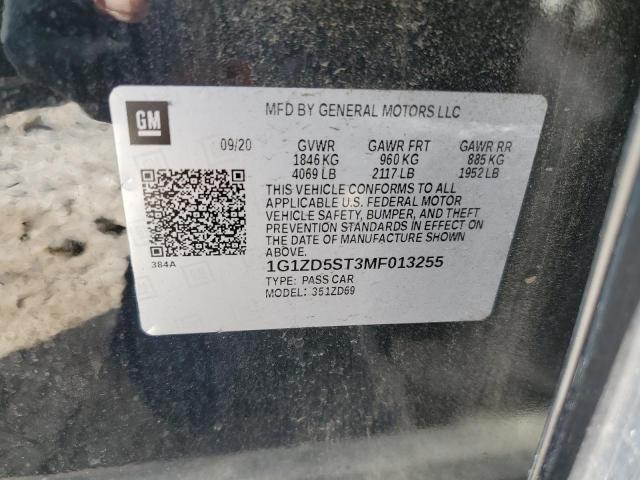 GM
MFD BY GENERAL MOTORS LLC
09/20 GVWR GAWR FRT GAWR RR
1846 KG 960 KG 885 KG
4069 LB 2117 LB 1952 LB
THIS VEHICLE CONFORMS TO ALL
APPLICABLE U.S. FEDERAL MOTOR
VEHICLE SAFETY, BUMPER, AND THEFT
PREVENTION STANDARDS IN EFFECT ON
THE DATE OF MANUFACTURE SHOWN
ABOVE.
384A
1G1ZD5ST3MF013255
TYPE: PASS CAR
MODEL: 351ZD69